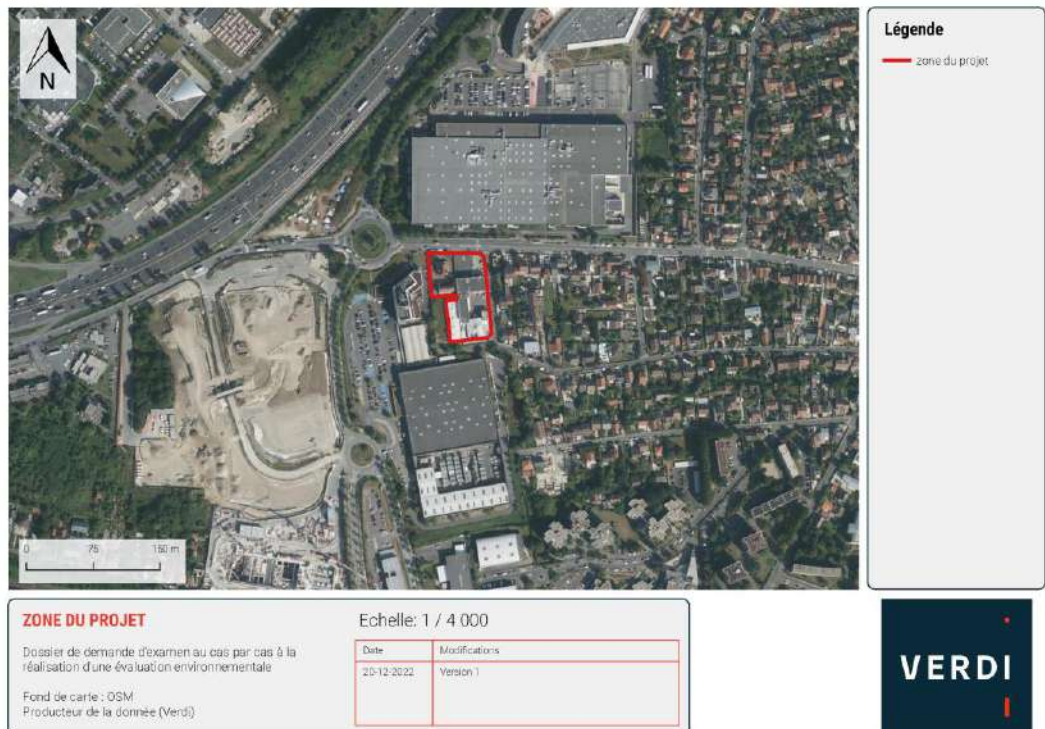 N
Légende
zone du projet
0 75 150 m
ZONE DU PROJET
Dossier de demande d'examen au cas par cas à la
réalisation d'une évaluation environnementale
Fond de carte : OSM
Producteur de la donnée (Verdi)
Echelle: 1 / 4 000
Date Modifications
20-12-2022 Version 1
VERDI